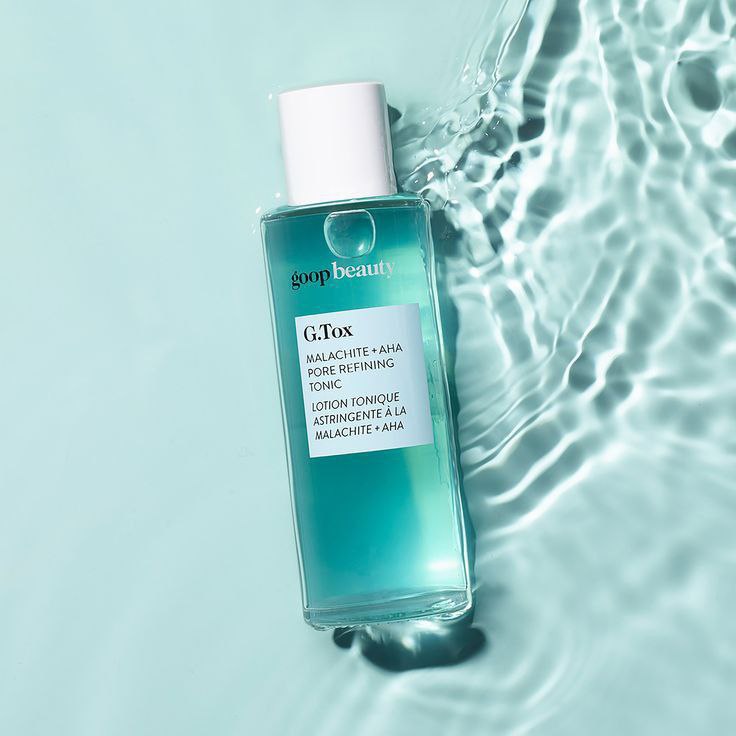 goop beauty
G.Tox
MALACHITE + AHA
PORE REFINING
TONIC
LOTION TONIQUE
ASTRINGENTE À LA
MALACHITE + AHA